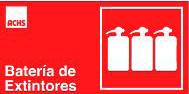 ACHS
Batería de
Extintores